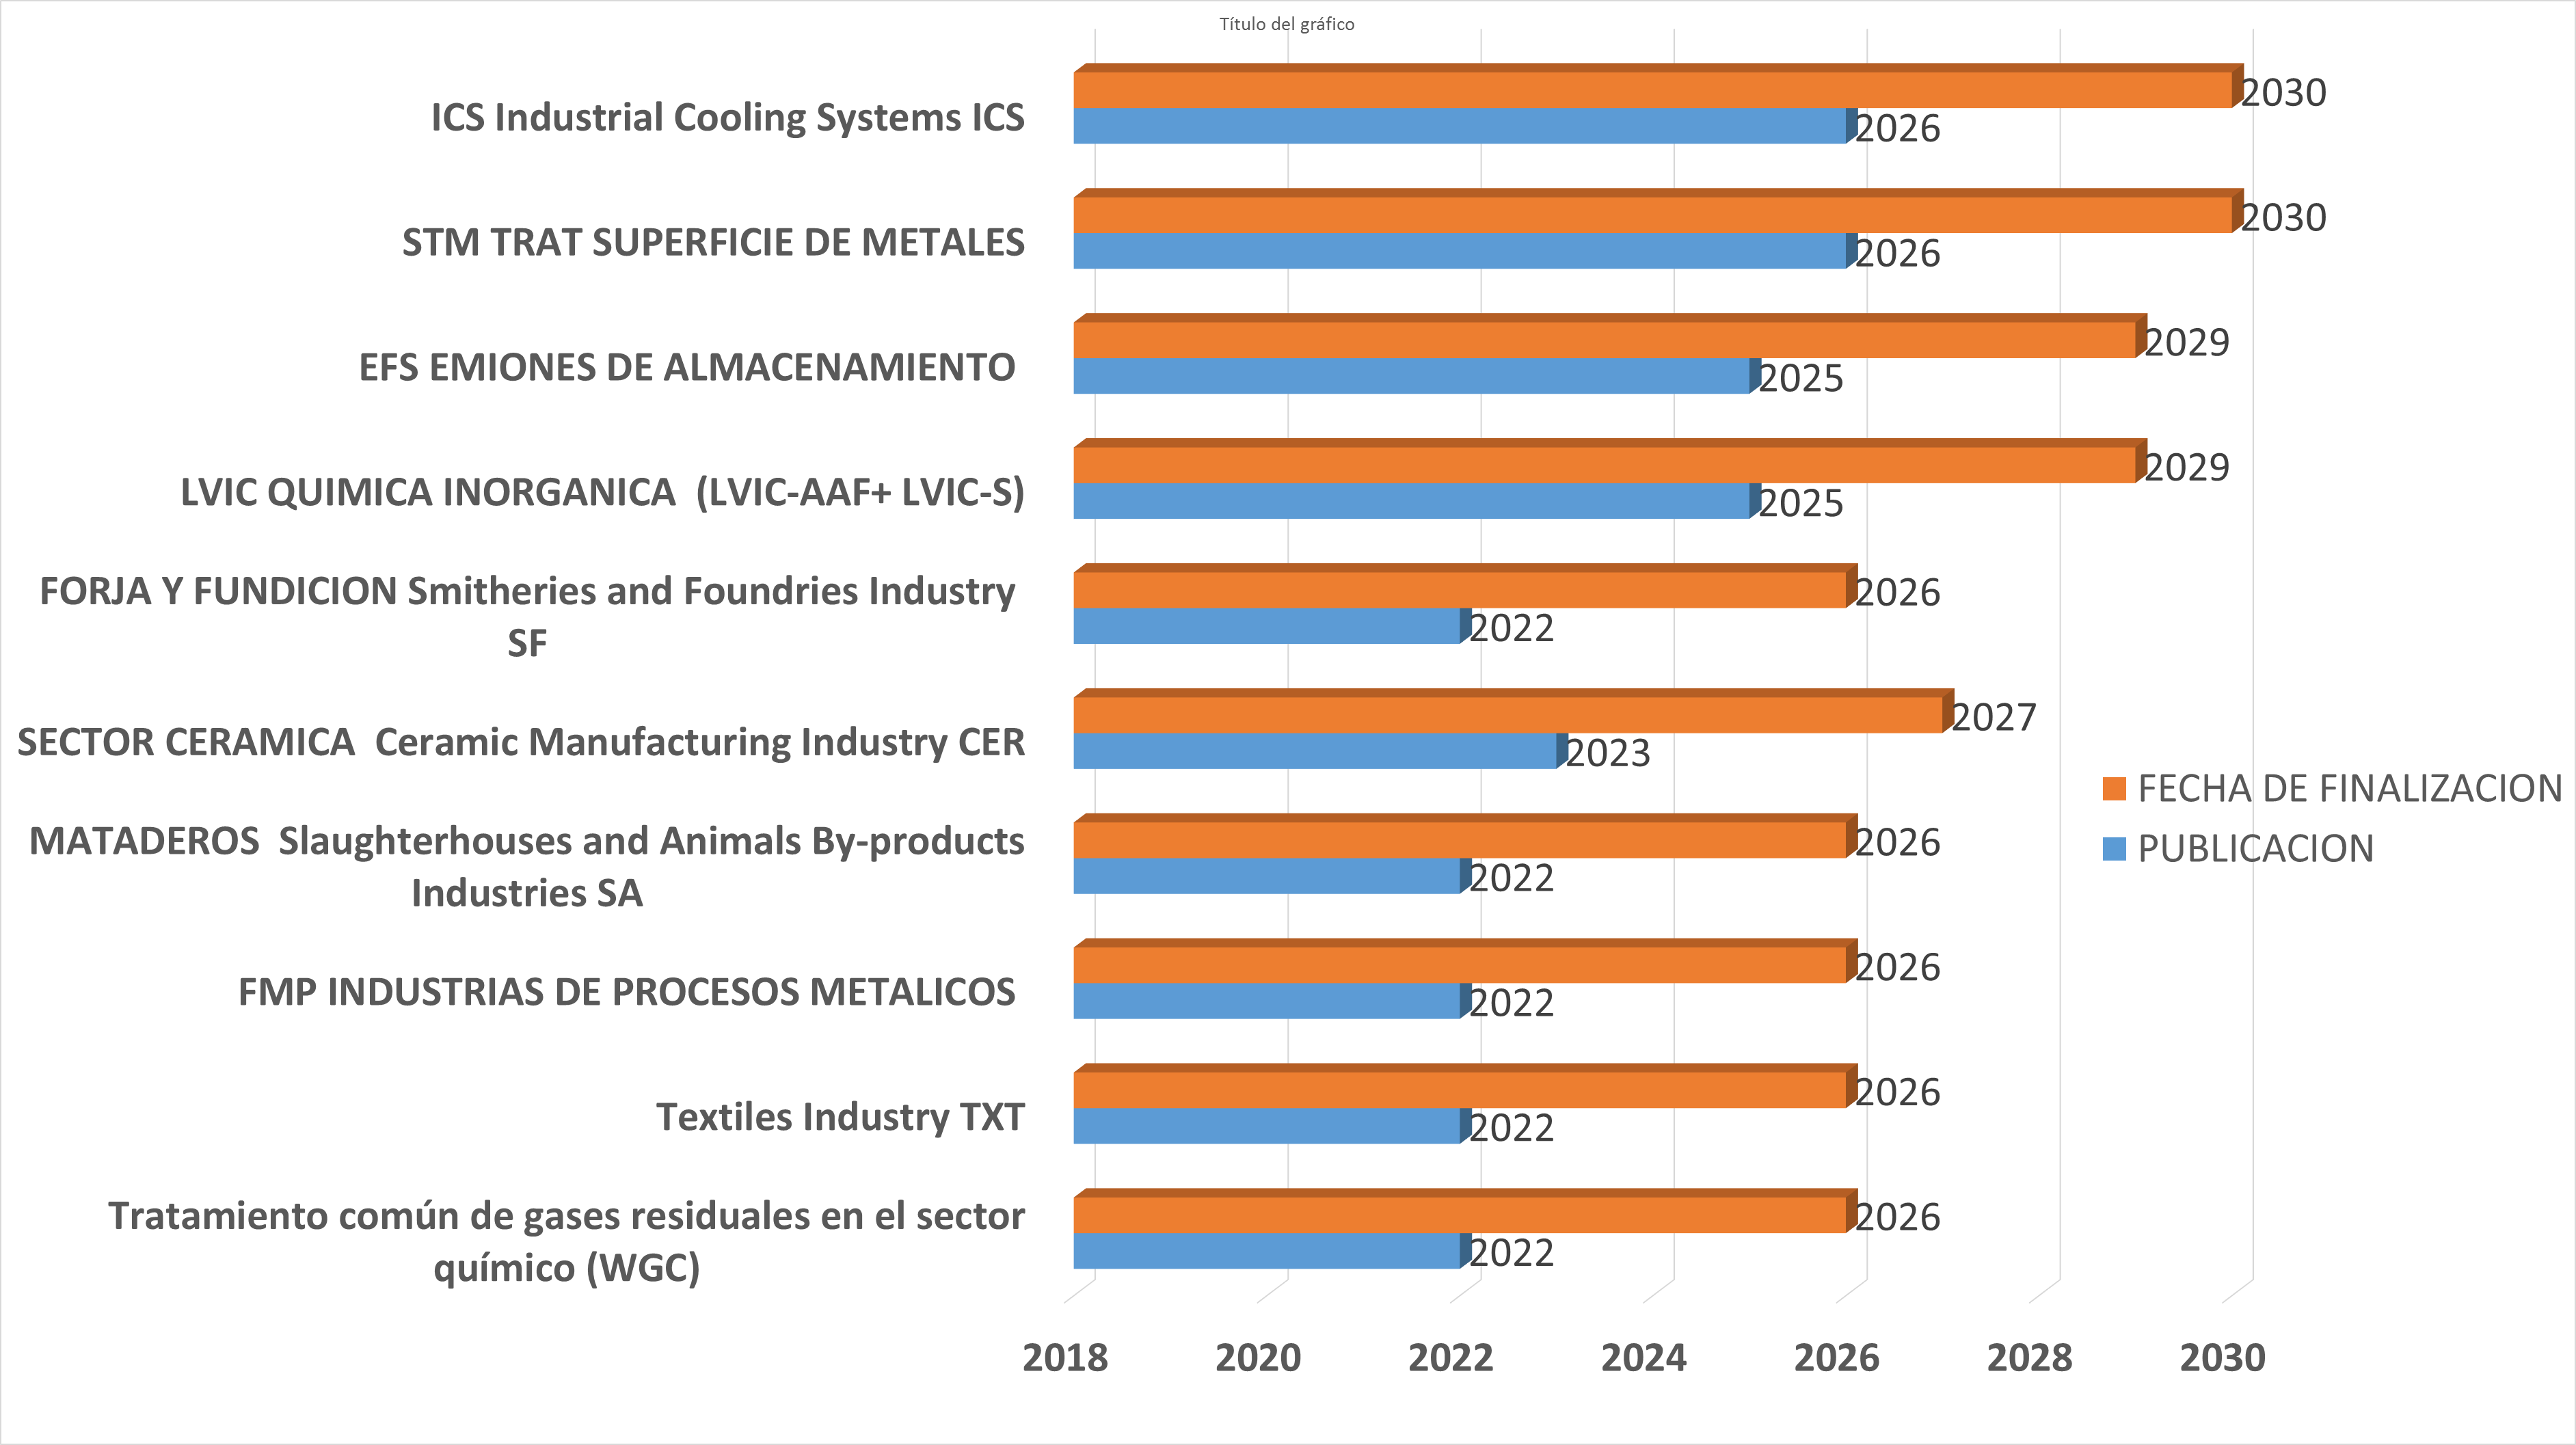 Título del gráfico
ICS Industrial Cooling Systems ICS
2030
2026
STM TRAT SUPERFICIE DE METALES
2030
2026
EFS EMIONES DE ALMACENAMIENTO
2029
2025
LVIC QUIMICA INORGANICA  (LVIC-AAF+ LVIC-S)
2029
2025
FORJA Y FUNDICION Smitheries and Foundries Industry
SF
2026
2022
SECTOR CERAMICA  Ceramic Manufacturing Industry CER
2027
2023
MATADEROS  Slaughterhouses and Animals By-products
Industries SA
2026
2022
FMP INDUSTRIAS DE PROCESOS METALICOS
2026
2022
Textiles Industry TXT
2026
2022
Tratamiento común de gases residuales en el sector
químico (WGC)
2026
2022
FECHA DE FINALIZACION
PUBLICACION
2018 2020 2022 2024 2026 2028 2030